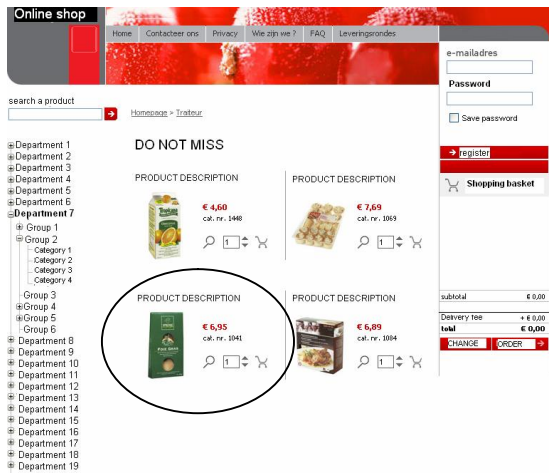 Online shop
Home Contacteer ons Privacy Wie zijn we ? FAQ Leveringsrondes
e-mailadres
Password
Save password
register
Shopping basket
subtotal € 0,00
Delivery fee + € 0,00
total € 0,00
CHANGE ORDER
search a product
Homepage > Traiteur
Department 1
Department 2
Department 3
Department 4
Department 5
Department 6
Department 7
Group 1
Group 2
Category 1
Category 2
Category 3
Category 4
Group 3
Group 4
Group 5
Group 6
Department 8
Department 9
Department 10
Department 11
Department 12
Department 13
Department 14
Department 15
Department 16
Department 17
Department 18
Department 19
DO NOT MISS
PRODUCT DESCRIPTION
Tropicana
€ 4,60
cat. nr. 1448
1
PRODUCT DESCRIPTION
€ 7,69
cat. nr. 1069
1
PRODUCT DESCRIPTION
€ 6,95
cat. nr. 1041
1
PRODUCT DESCRIPTION
€ 6,89
cat. nr. 1084
1